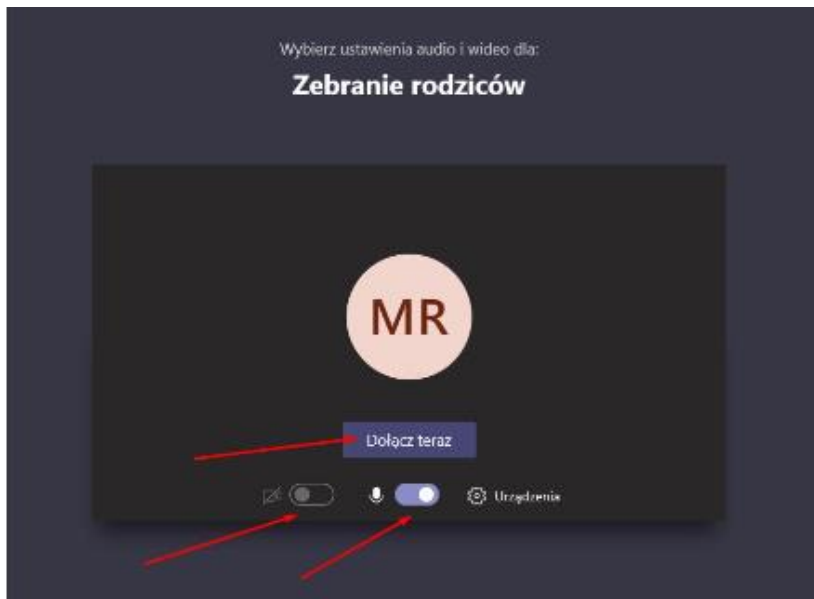 Wybierz ustawienia audio i wideo dla:
Zebranie rodziców
MR
Dołącz teraz
Urządzenia